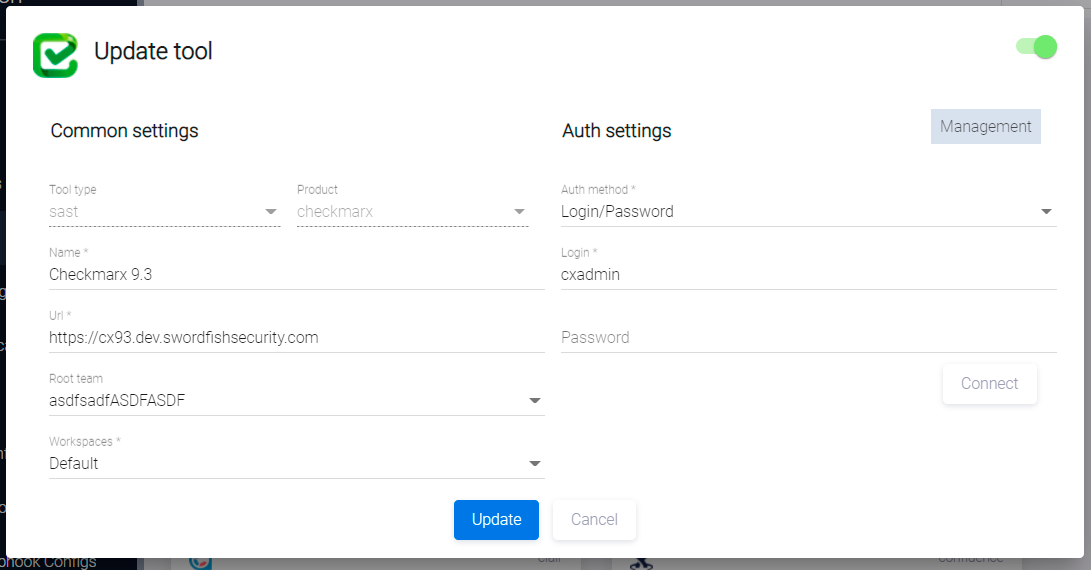 Update tool
Common settings
Auth settings
Management
Tool type
sast
Product
checkmarx
Auth method *
Login/Password
Name *
Checkmarx 9.3
Login *
cxadmin
Url *
https://cx93.dev.swordfishsecurity.com
Password
Root team
asdfsadfASDFASDF
Connect
Workspaces *
Default
Update
Cancel
Configs